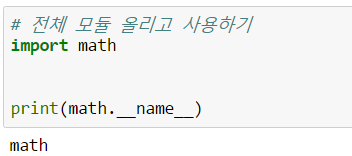 # 전체 모듈 올리고 사용하기
import math
print(math.__name__)
math